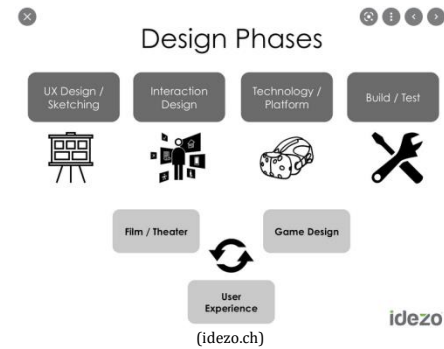 Design Phases
UX Design /
Sketching
Interaction
Design
Technology /
Platform
Build / Test
Film / Theater
Game Design
User
Experience
idezo
(idezo.ch)